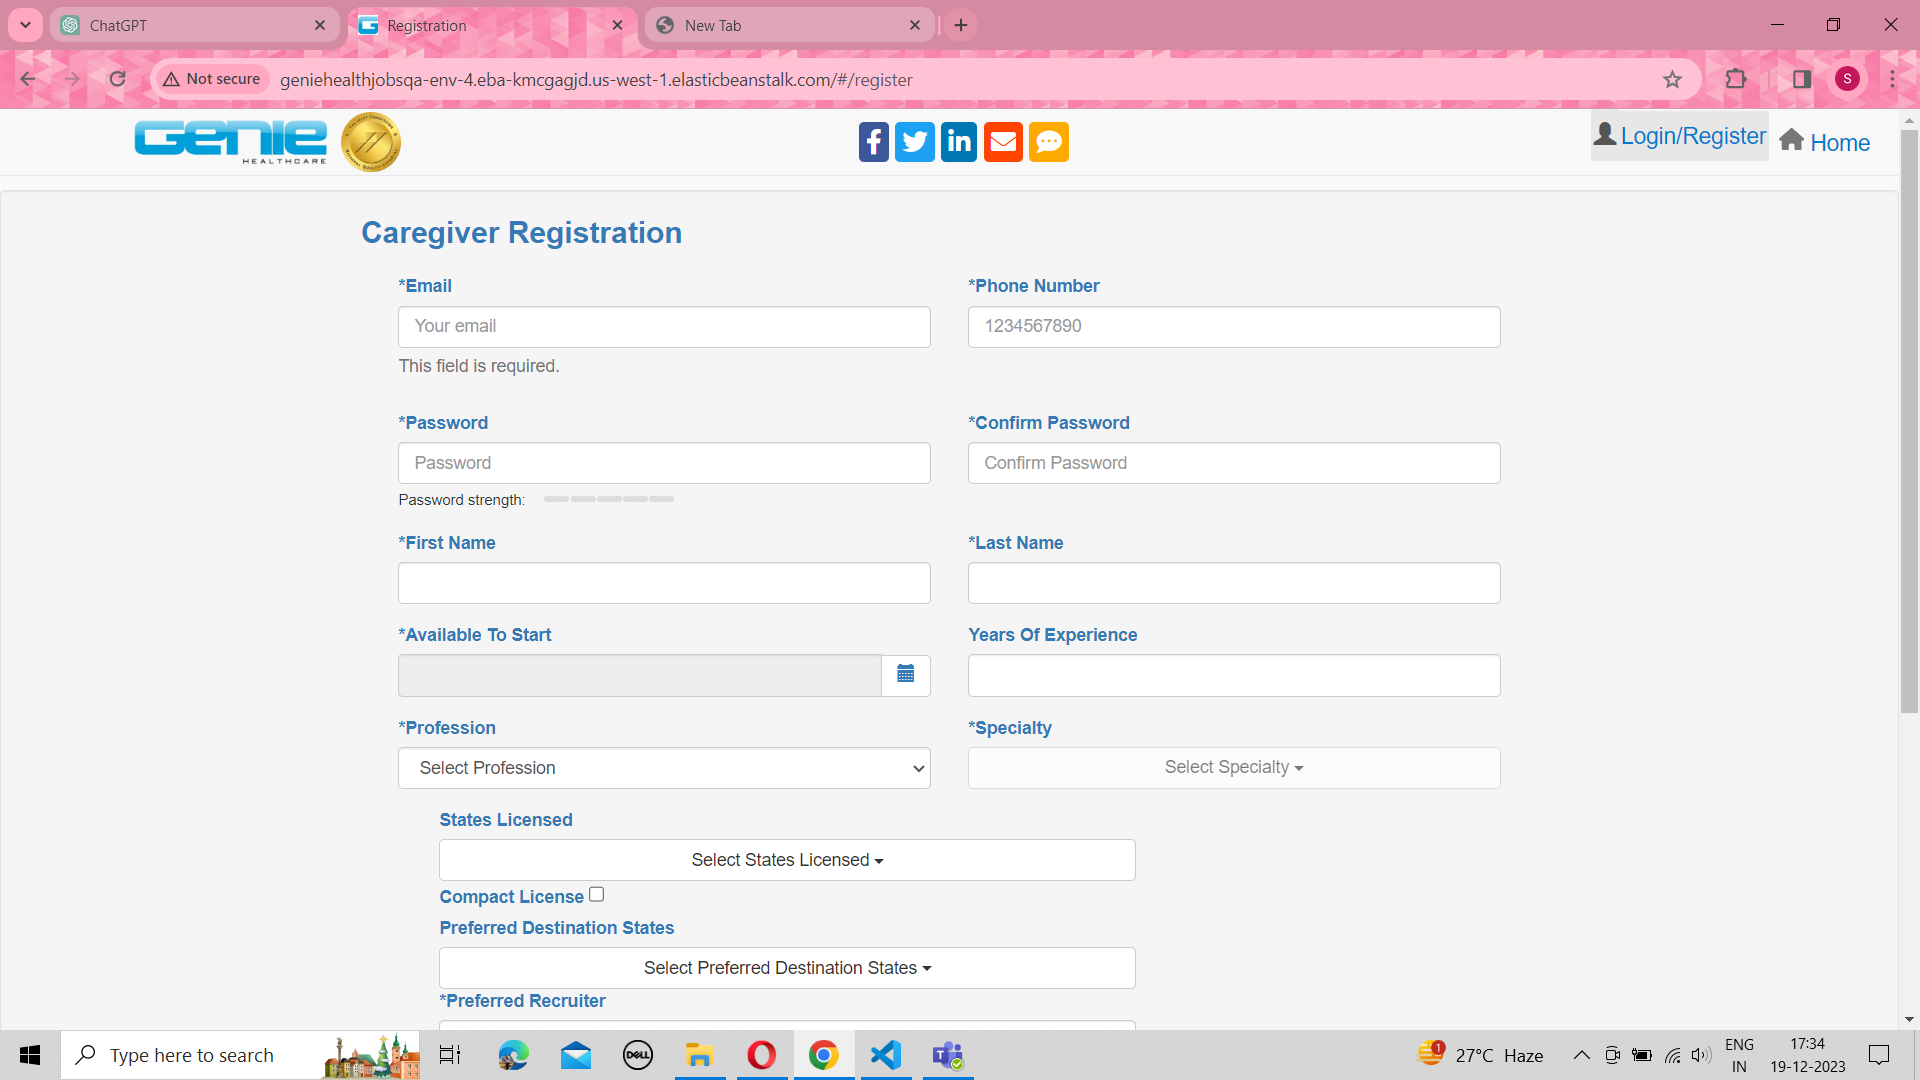 ChatGPT
Registration
New Tab
Not secure
geniehealthjobsqa-env-4.eba-kmcgagjd.us-west-1.elasticbeanstalk.com/#/register
S
Genie
HEALTHCARE
Login/Register
Home
Caregiver Registration
*Email
*Phone Number
Your email
1234567890
This field is required.
*Password
*Confirm Password
Password
Confirm Password
Password strength:
*First Name
*Last Name
*Available To Start
Years Of Experience
*Profession
*Specialty
Select Profession
Select Specialty
States Licensed
Select States Licensed
Compact License
Preferred Destination States
Select Preferred Destination States
*Preferred Recruiter
Type here to search
DELL
1
27°C Haze
ENG
IN
17:34
19-12-2023